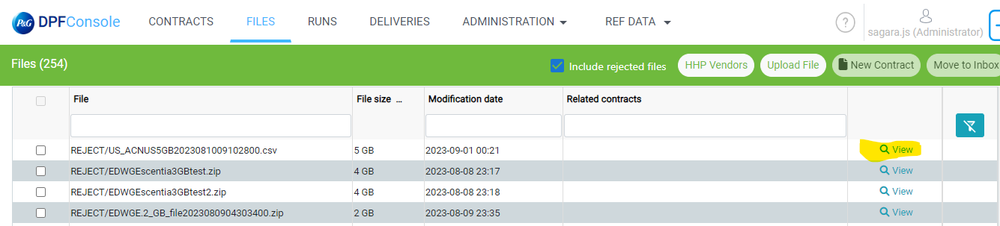 P&G DPFConsole CONTRACTS FILES RUNS DELIVERIES ADMINISTRATION REF DATA ? sagara.js (Administrator)
Files (254) Include rejected files HHP Vendors Upload File New Contract Move to Inbox
File File size ... Modification date Related contracts
REJECT/US_ACNUS5GB2023081009102800.csv 5 GB 2023-09-01 00:21 View
REJECT/EDWGEscentia3GBtest.zip 4 GB 2023-08-08 23:17 View
REJECT/EDWGEscentia3GBtest2.zip 4 GB 2023-08-08 23:18 View
REJECT/EDWGE.2_GB_file2023080904303400.zip 2 GB 2023-08-09 23:35 View